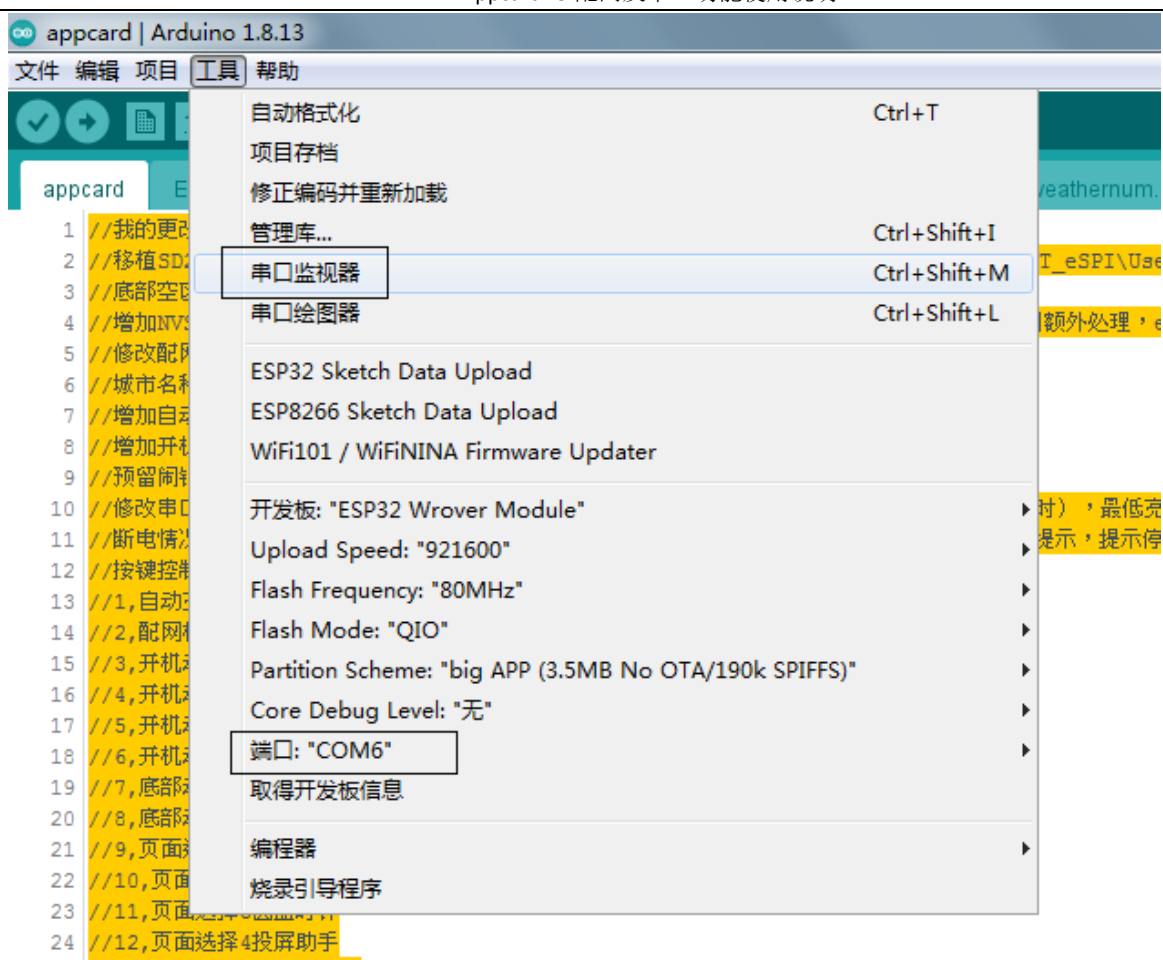 appcard | Arduino 1.8.13
文件 编辑 项目 工具 帮助
自动格式化 Ctrl+T
项目存档
修正编码并重新加载
管理库... Ctrl+Shift+I
串口监视器 Ctrl+Shift+M
串口绘图器 Ctrl+Shift+L
ESP32 Sketch Data Upload
ESP8266 Sketch Data Upload
WiFi101 / WiFiNINA Firmware Updater
开发板: "ESP32 Wrover Module"
Upload Speed: "921600"
Flash Frequency: "80MHz"
Flash Mode: "QIO"
Partition Scheme: "big APP (3.5MB No OTA/190k SPIFFS)"
Core Debug Level: "无"
端口: "COM6"
取得开发板信息
编程器
烧录引导程序
appcard E eathernum.
1 //我的更
2 //移植SD T_eSPI\Use
3 //底部空
4 //增加NVS 额外处理，e
5 //修改配
6 //城市名
7 //增加自
8 //增加开
9 //预留闹
10 //修改串 时），最低亮
11 //断电情 提示，提示停
12 //按键控
13 //1,自动
14 //2,配网
15 //3,开机
16 //4,开机
17 //5,开机
18 //6,开机
19 //7,底部
20 //8,底部
21 //9,页面
22 //10,页面
23 //11,页面
24 //12,页面选择4投屏助手